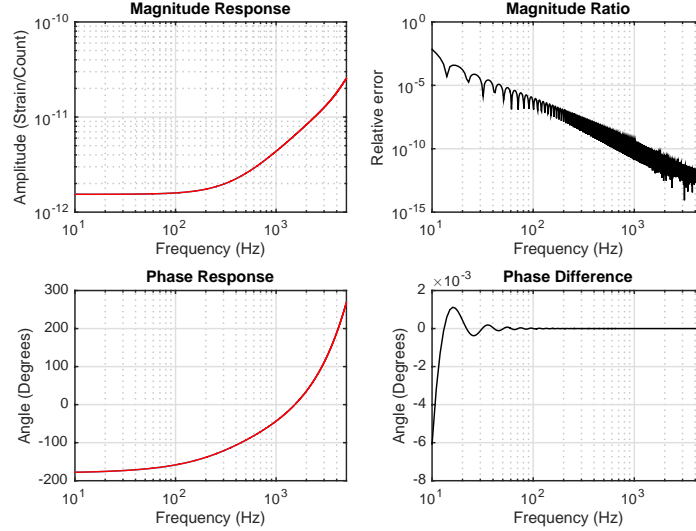 Magnitude Response
10^-10
10^-11
10^-12
Amplitude (Strain/Count)
10^1
10^2
10^3
Frequency (Hz)
Magnitude Ratio
10^0
10^-5
10^-10
10^-15
Relative error
10^1
10^2
10^3
Frequency (Hz)
Phase Response
300
200
100
0
-100
-200
Angle (Degrees)
10^1
10^2
10^3
Frequency (Hz)
Phase Difference
×10^-3
2
0
-2
-4
-6
-8
Angle (Degrees)
10^1
10^2
10^3
Frequency (Hz)